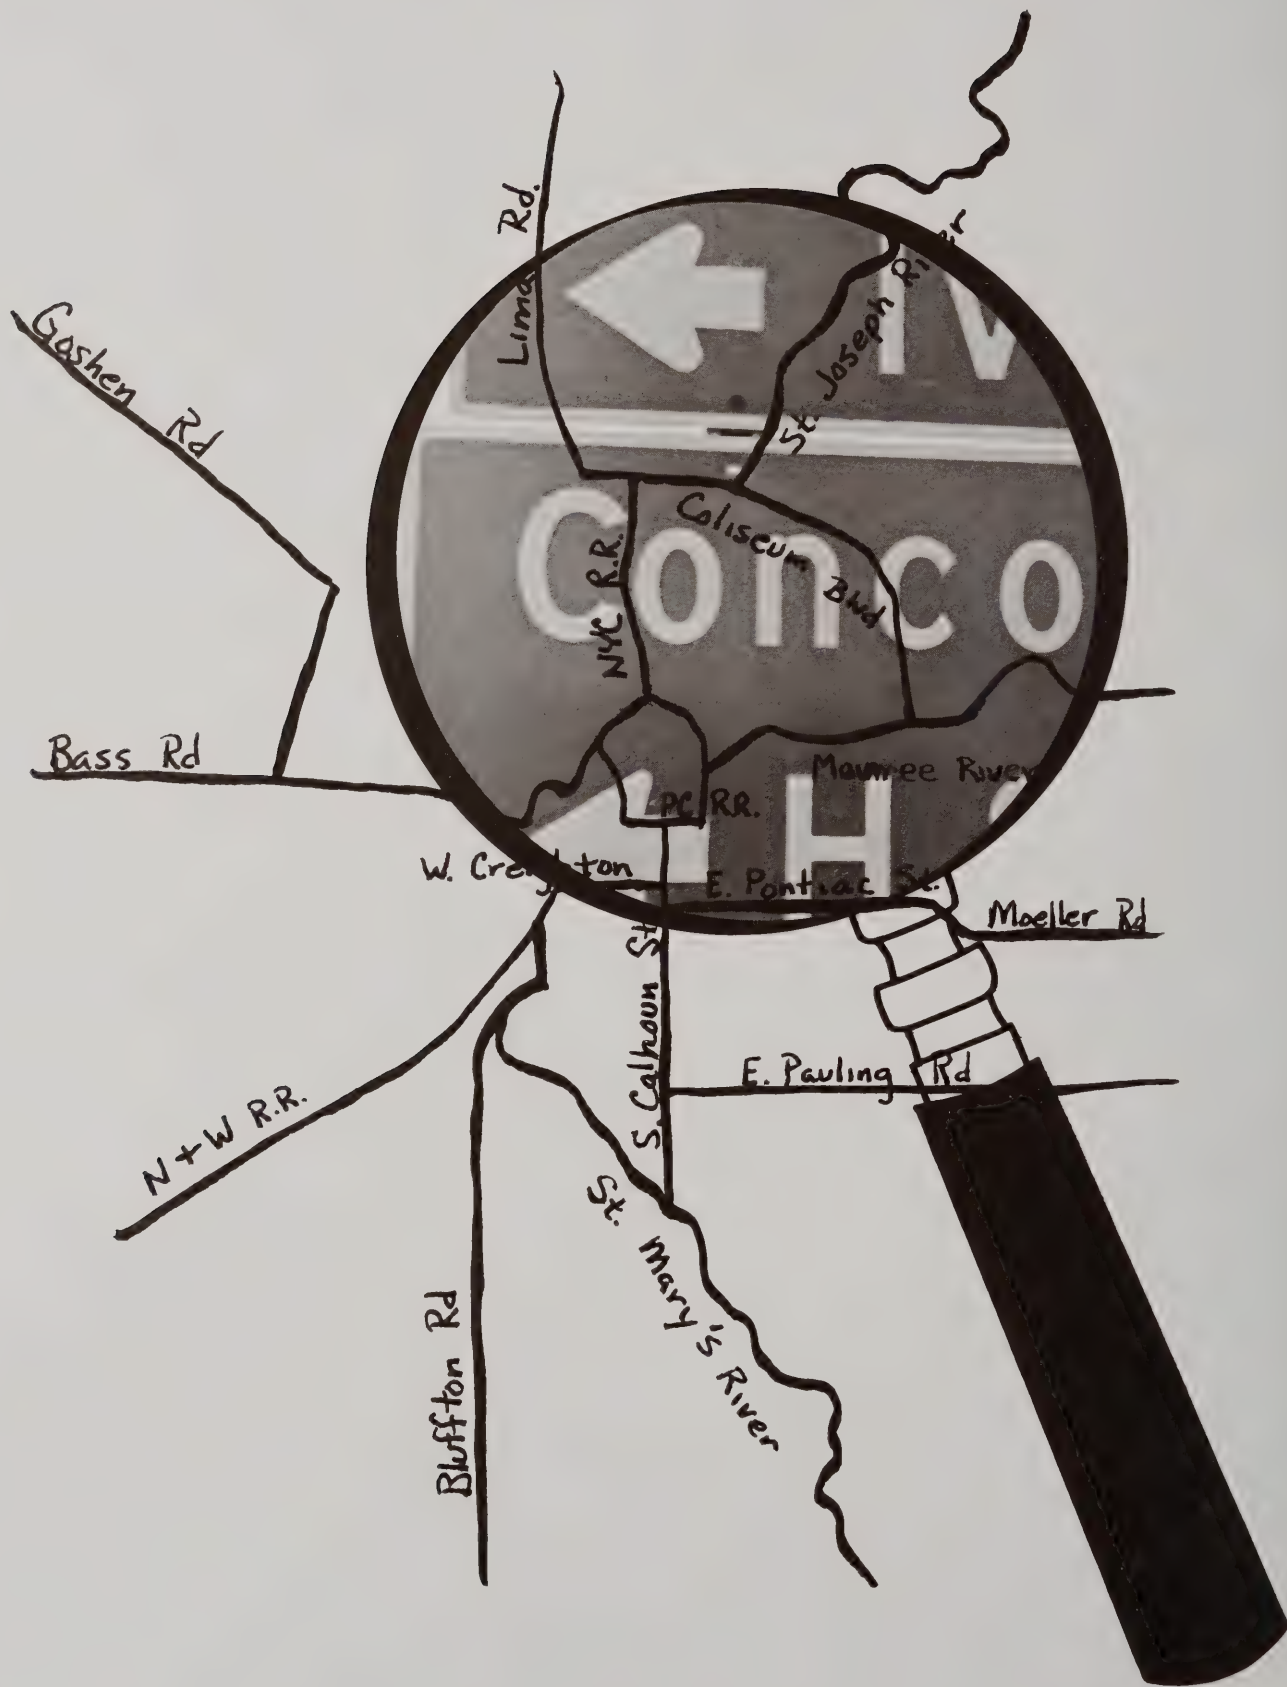 Lima Rd.
St. Joseph River
Goshen Rd
IW
Conco
Coliseum Blvd
NYC R.R.
Bass Rd
Maumee River
PC. R.R.
H
W. Creighton
E. Pontiac St.
Moeller Rd
S. Calhoun St
E. Pauling Rd
N + W R.R.
St. Mary's River
Bluffton Rd